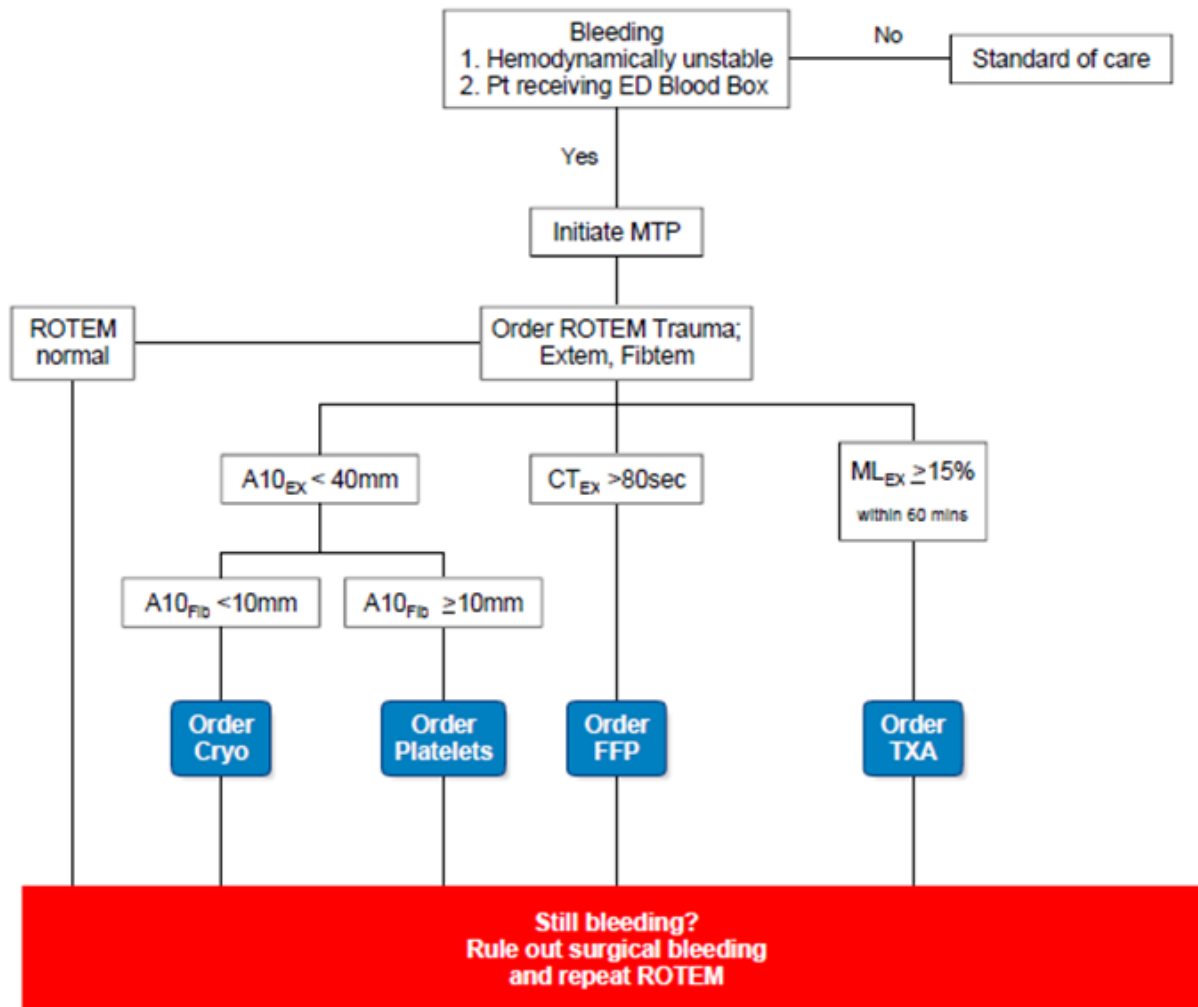 Bleeding
1. Hemodynamically unstable
2. Pt receiving ED Blood Box
No
Standard of care
Yes
Initiate MTP
ROTEM
normal
Order ROTEM Trauma;
Extem, Fibtem
A10EX < 40mm
CTEX >80sec
MLEX ≥15%
within 60 mins
A10Fib <10mm
A10Fib ≥10mm
Order
Cryo
Order
Platelets
Order
FFP
Order
TXA
Still bleeding?
Rule out surgical bleeding
and repeat ROTEM